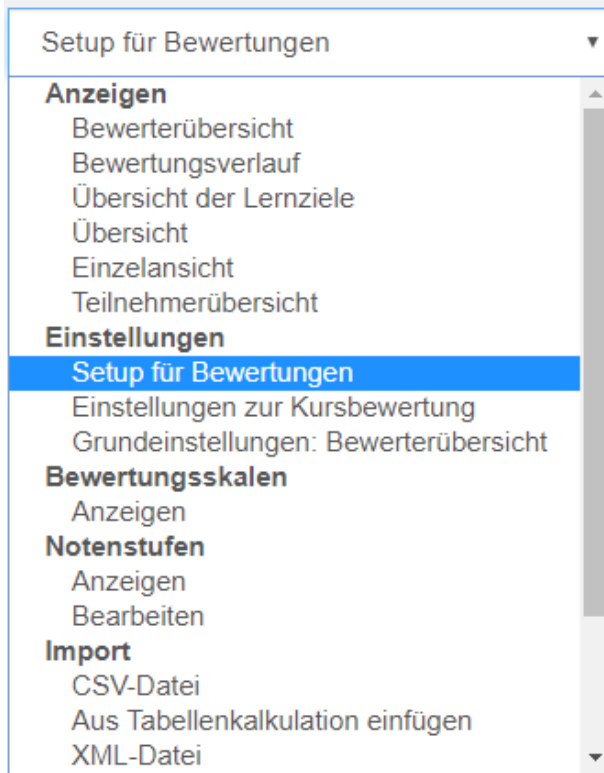 Setup für Bewertungen
Anzeigen
Bewerterübersicht
Bewertungsverlauf
Übersicht der Lernziele
Übersicht
Einzelansicht
Teilnehmerübersicht
Einstellungen
Setup für Bewertungen
Einstellungen zur Kursbewertung
Grundeinstellungen: Bewerterübersicht
Bewertungsskalen
Anzeigen
Notenstufen
Anzeigen
Bearbeiten
Import
CSV-Datei
Aus Tabellenkalkulation einfügen
XML-Datei